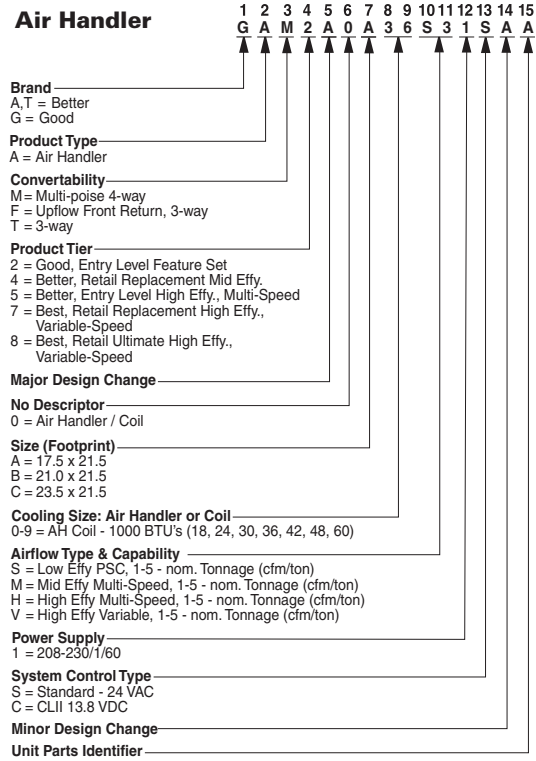 Air Handler
1 2 3 4 5 6 7 8 9 10 11 12 13 14 15
G A M 2 A 0 A 3 6 S 3 1 S A A
Brand
A,T = Better
G = Good
Product Type
A = Air Handler
Convertability
M = Multi-poise 4-way
F = Upflow Front Return, 3-way
T = 3-way
Product Tier
2 = Good, Entry Level Feature Set
4 = Better, Retail Replacement Mid Effy.
5 = Better, Entry Level High Effy., Multi-Speed
7 = Best, Retail Replacement High Effy.,
Variable-Speed
8 = Best, Retail Ultimate High Effy.,
Variable-Speed
Major Design Change
No Descriptor
0 = Air Handler / Coil
Size (Footprint)
A = 17.5 x 21.5
B = 21.0 x 21.5
C = 23.5 x 21.5
Cooling Size: Air Handler or Coil
0-9 = AH Coil - 1000 BTU's (18, 24, 30, 36, 42, 48, 60)
Airflow Type & Capability
S = Low Effy PSC, 1-5 - nom. Tonnage (cfm/ton)
M = Mid Effy Multi-Speed, 1-5 - nom. Tonnage (cfm/ton)
H = High Effy Multi-Speed, 1-5 - nom. Tonnage (cfm/ton)
V = High Effy Variable, 1-5 - nom. Tonnage (cfm/ton)
Power Supply
1 = 208-230/1/60
System Control Type
S = Standard - 24 VAC
C = CLII 13.8 VDC
Minor Design Change
Unit Parts Identifier